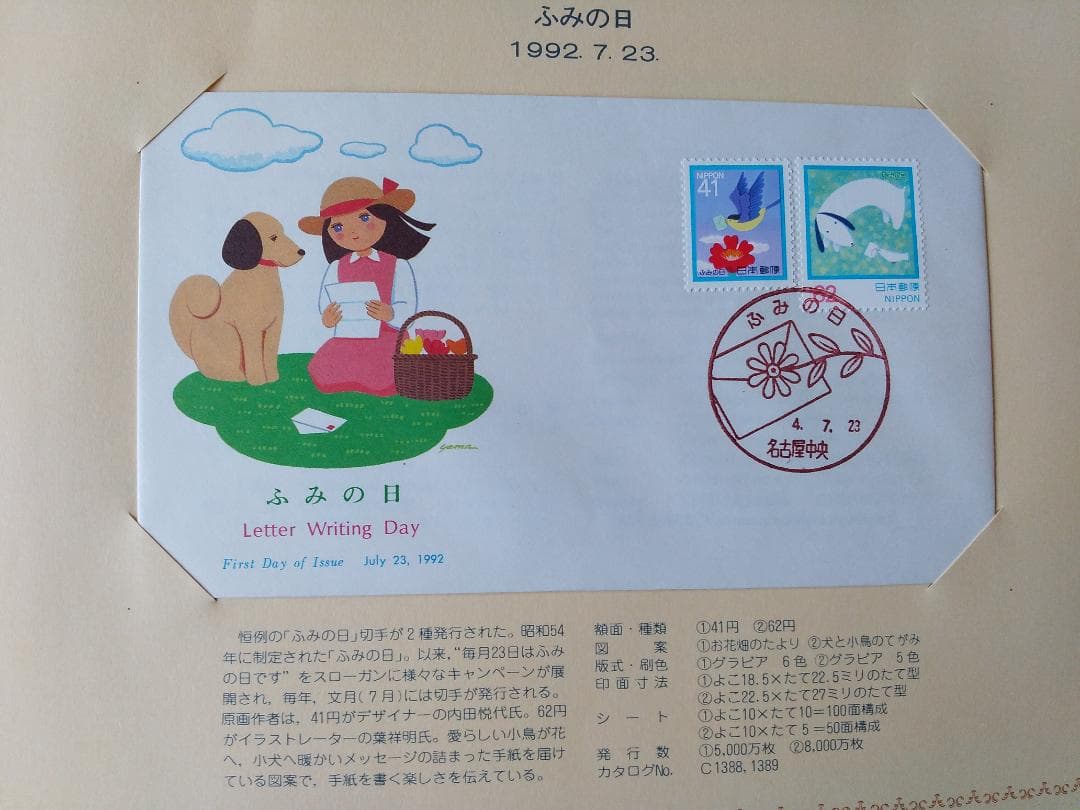 ふみの日
1992. 7. 23.
NIPPON
41
ふみの日
日本郵便
ふみの日
62
日本郵便
NIPPON
ふみの日
4. 7. 23
名古屋中央
yama
ふみの日
Letter Writing Day
First Day of Issue July 23, 1992
恒例の「ふみの日」切手が2種発行された。昭和54
年に制定された「ふみの日」。以来,“毎月23日はふみ
の日です”をスローガンに様々なキャンペーンが展
開され,毎年,文月(7月)には切手が発行される。
原画作者は,41円がデザイナーの内田悦代氏。62円
がイラストレーターの葉祥明氏。愛らしい小鳥が花
へ,小犬へ暖かいメッセージの詰まった手紙を届け
ている図案で,手紙を書く楽しさを伝えている。
額面・種類 ①41円 ②62円
図案 ①お花畑のたより ②犬と小鳥のてがみ
版式・刷色 ①グラビア 6色 ②グラビア 5色
印面寸法 ①よこ18.5×たて22.5ミリのたて型
②よこ22.5×たて27ミリのたて型
シート ①よこ10×たて10=100面構成
②よこ10×たて5=50面構成
発行数 ①5,000万枚 ②8,000万枚
カタログNo. C1388,1389